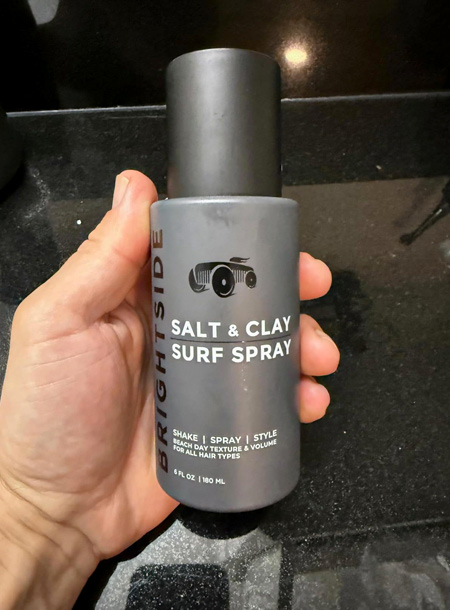 BRIGHTSIDE
SALT & CLAY
SURF SPRAY
SHAKE | SPRAY | STYLE
BEACH DAY TEXTURE & VOLUME
FOR ALL HAIR TYPES
6 FL OZ | 180 ML